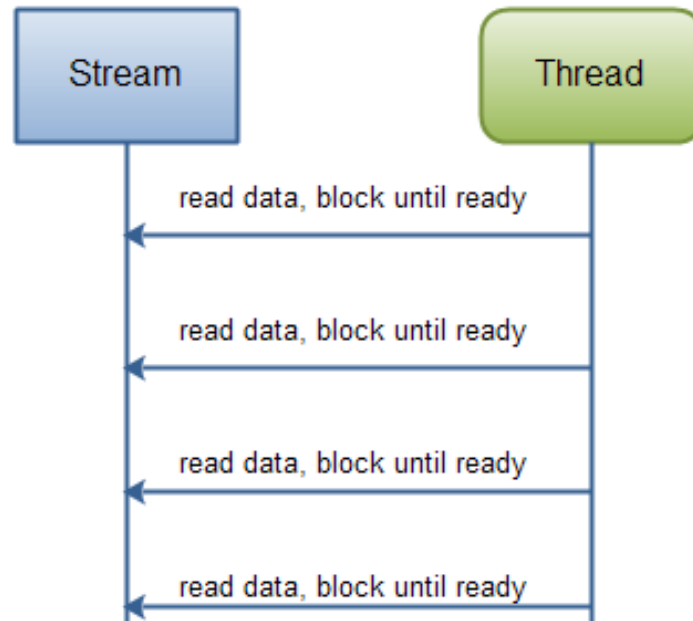 Stream
Thread
read data, block until ready
read data, block until ready
read data, block until ready
read data, block until ready